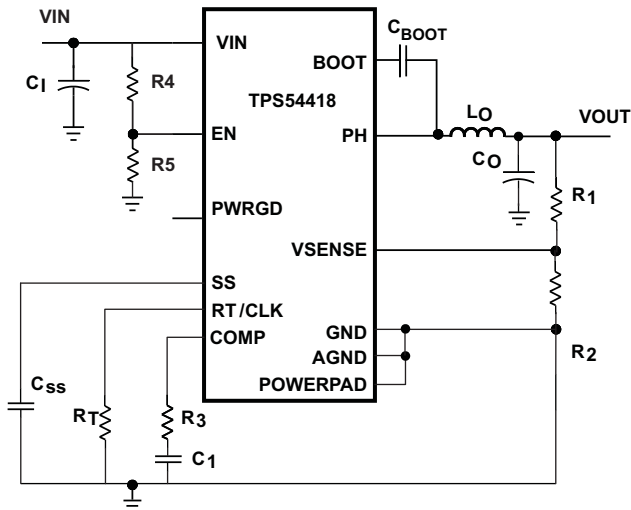 VIN
VIN
BOOT
CBOOT
CI
R4
TPS54418
LO
VOUT
EN
PH
R5
CO
R1
PWRGD
VSENSE
SS
RT/CLK
COMP
GND
R2
AGND
POWERPAD
Css
RT
R3
C1